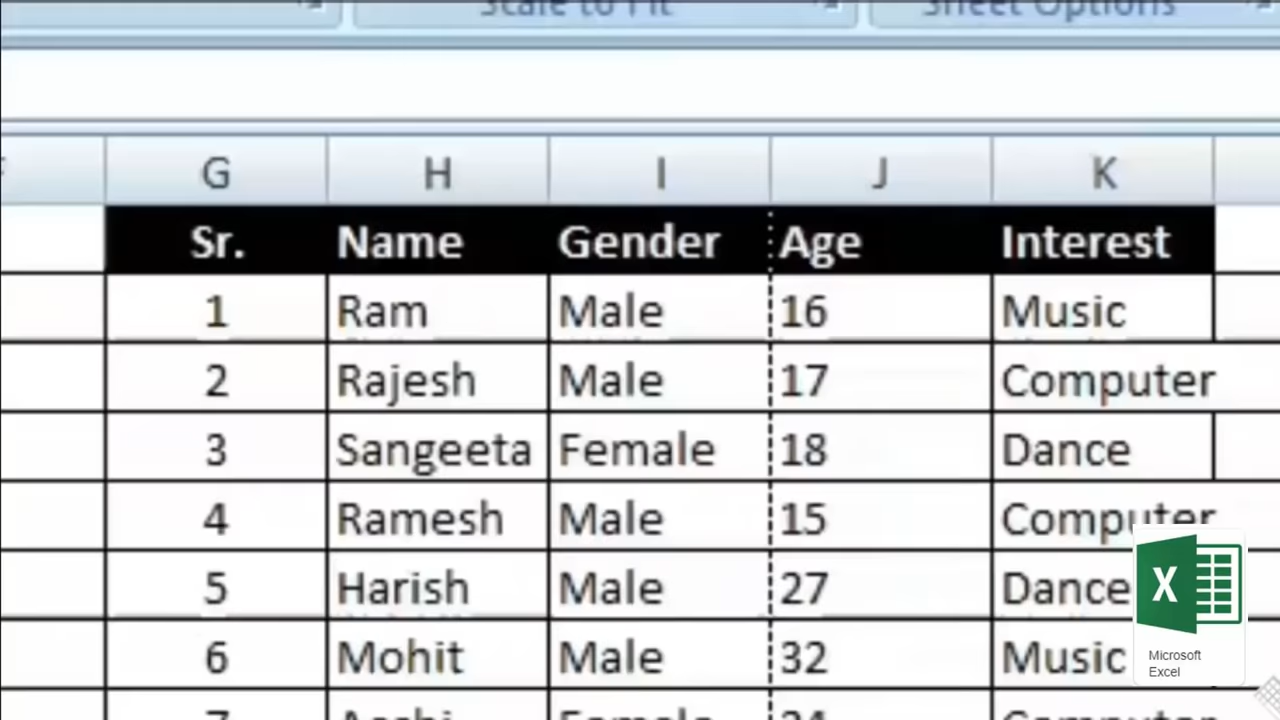 Scale to Fit Sheet Options
G H I J K
Sr. Name Gender Age Interest
1 Ram Male 16 Music
2 Rajesh Male 17 Computer
3 Sangeeta Female 18 Dance
4 Ramesh Male 15 Computer
5 Harish Male 27 Dance
6 Mohit Male 32 Music
Microsoft
Excel